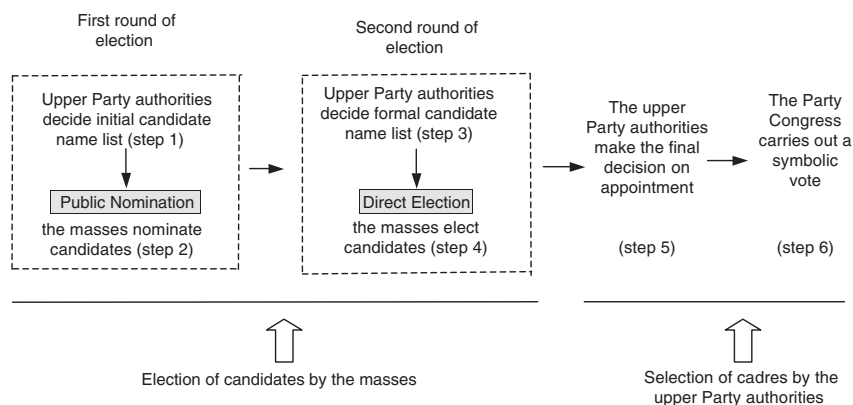 First round of
election
Second round of
election
Upper Party authorities
decide initial candidate
name list (step 1)
Public Nomination
the masses nominate
candidates (step 2)
Upper Party authorities
decide formal candidate
name list (step 3)
Direct Election
the masses elect
candidates (step 4)
The upper
Party authorities
make the final
decision on
appointment
(step 5)
The Party
Congress
carries out a
symbolic
vote
(step 6)
Election of candidates by the masses
Selection of cadres by the
upper Party authorities